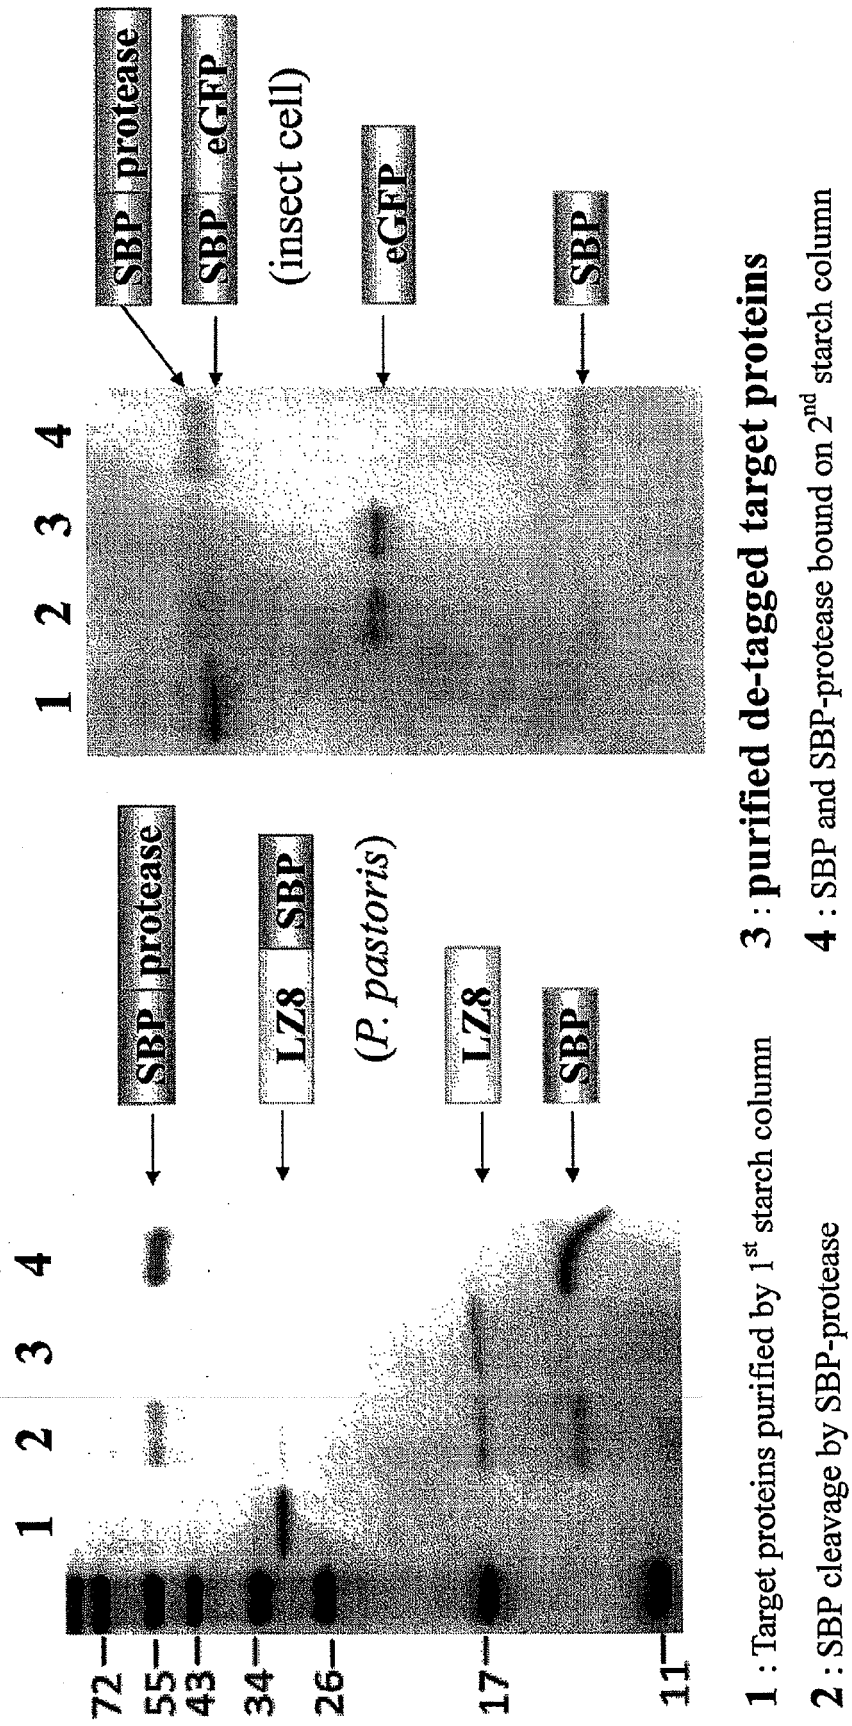 1 2 3 4
72
55
43
34
26
17
11
SBP protease
LZ8 SBP
(P. pastoris)
LZ8
SBP
1 2 3 4
SBP protease
SBP eGFP
(insect cell)
eGFP
SBP
1 : Target proteins purified by 1st starch column
2 : SBP cleavage by SBP-protease
3 : purified de-tagged target proteins
4 : SBP and SBP-protease bound on 2nd starch column